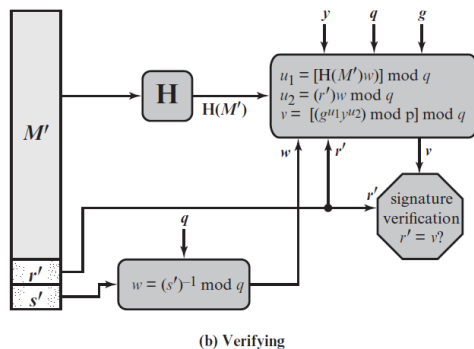 y q g
u1 = [H(M′)w)] mod q
u2 = (r′)w mod q
v = [(g^u1 y^u2) mod p] mod q
H
H(M′)
M′
w r′ v
r′
signature
verification
r′ = v?
q
r′
s′
w = (s′)⁻¹ mod q
(b) Verifying